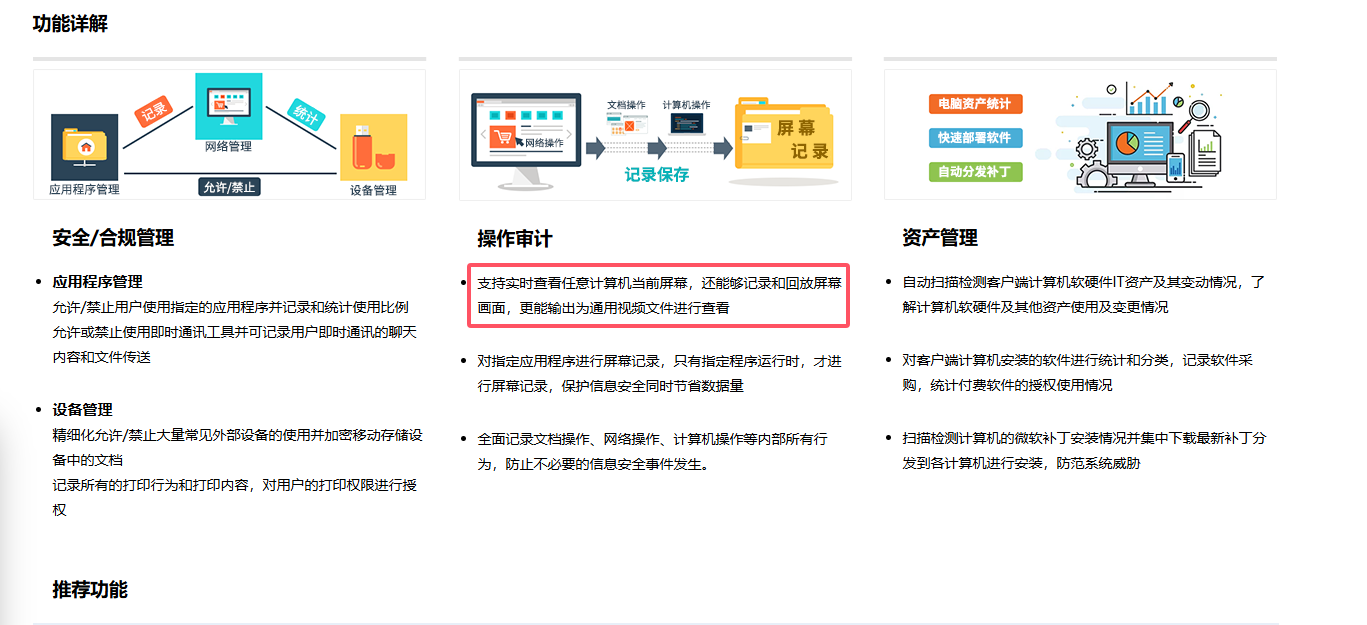 功能详解
记录
统计
网络管理
应用程序管理
允许/禁止
设备管理
文档操作
计算机操作
网络操作
屏幕
记录
记录保存
电脑资产统计
快速部署软件
自动分发补丁
安全/合规管理
应用程序管理
允许/禁止用户使用指定的应用程序并记录和统计使用比例
允许或禁止使用即时通讯工具并可记录用户即时通讯的聊天
内容和文件传送
设备管理
精细化允许/禁止大量常见外部设备的使用并加密移动存储设
备中的文档
记录所有的打印行为和打印内容，对用户的打印权限进行授
权
操作审计
支持实时查看任意计算机当前屏幕，还能够记录和回放屏幕
画面，更能输出为通用视频文件进行查看
对指定应用程序进行屏幕记录，只有指定程序运行时，才进
行屏幕记录，保护信息安全同时节省数据量
全面记录文档操作、网络操作、计算机操作等内部所有行
为，防止不必要的信息安全事件发生。
资产管理
自动扫描检测客户端计算机软硬件IT资产及其变动情况，了
解计算机软硬件及其他资产使用及变更情况
对客户端计算机安装的软件进行统计和分类，记录软件采
购，统计付费软件的授权使用情况
扫描检测计算机的微软补丁安装情况并集中下载最新补丁分
发到各计算机进行安装，防范系统威胁
推荐功能